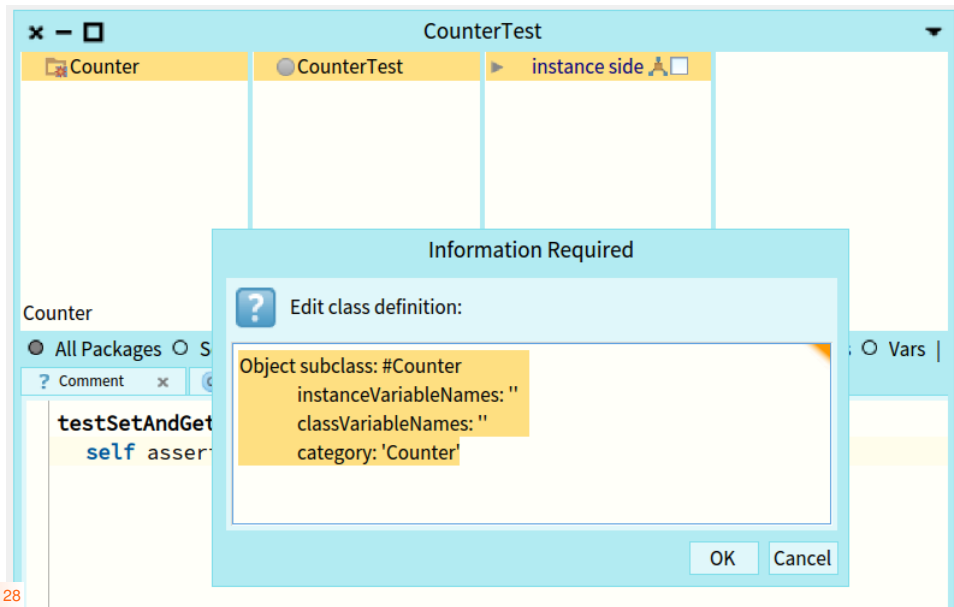 CounterTest
Counter
CounterTest
instance side
Information Required
Counter
? Edit class definition:
All Packages
Vars |
Object subclass: #Counter
instanceVariableNames: ''
classVariableNames: ''
category: 'Counter'
? Comment x
testSetAndGet
self
OK Cancel
28